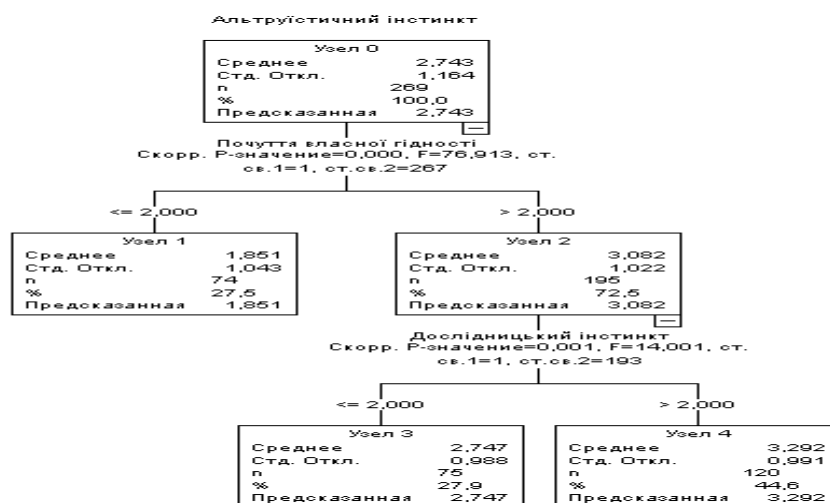 Альтруїстичний інстинкт
Узел 0
Среднее 2,743
Стд. Откл. 1,164
n 269
% 100,0
Предсказанная 2,743
Почуття власної гідності
Скорр. P-значение=0,000, F=76,913, ст.
св.1=1, ст.св.2=267
<= 2,000
> 2,000
Узел 1
Среднее 1,851
Стд. Откл. 1,043
n 74
% 27,5
Предсказанная 1,851
Узел 2
Среднее 3,082
Стд. Откл. 1,022
n 195
% 72,5
Предсказанная 3,082
Дослідницький інстинкт
Скорр. P-значение=0,001, F=14,001, ст.
св.1=1, ст.св.2=193
<= 2,000
> 2,000
Узел 3
Среднее 2,747
Стд. Откл. 0,988
n 75
% 27,9
Предсказанная 2,747
Узел 4
Среднее 3,292
Стд. Откл. 0,991
n 120
% 44,6
Предсказанная 3,292